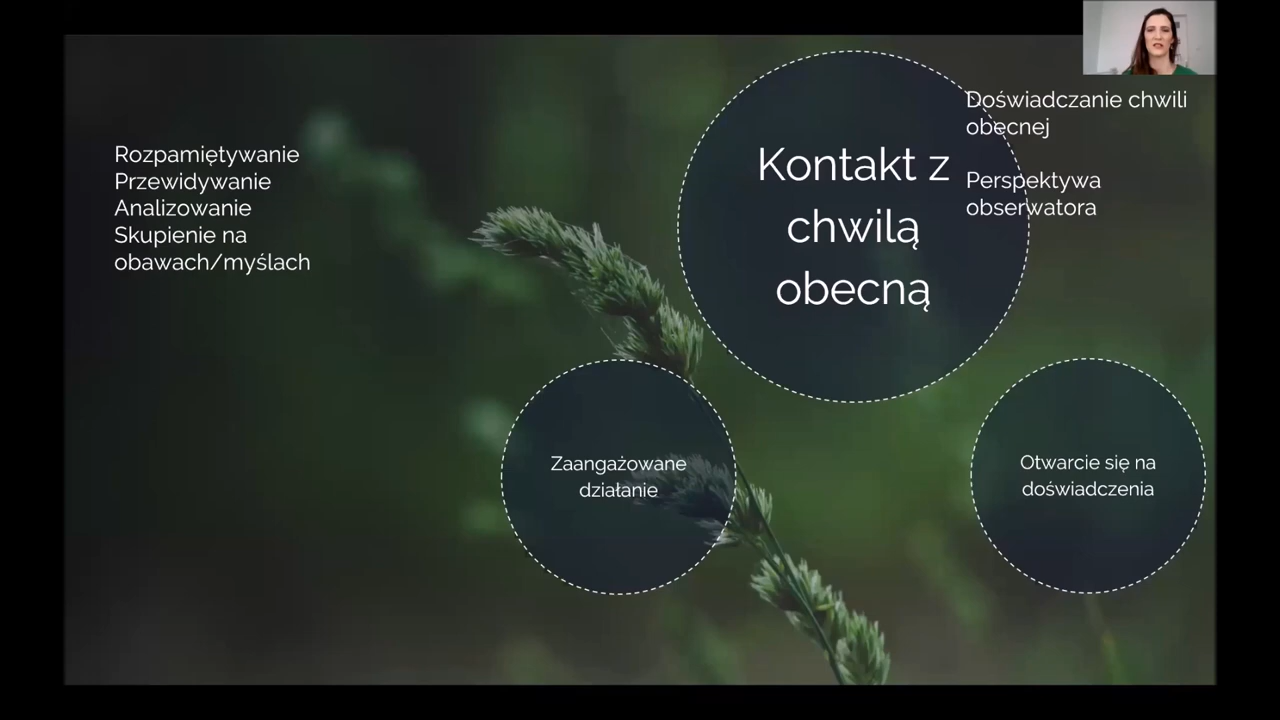 Rozpamiętywanie
Przewidywanie
Analizowanie
Skupienie na
obawach/myślach
Kontakt z
chwilą
obecną
Doświadczanie chwili
obecnej
Perspektywa
obserwatora
Zaangażowane
działanie
Otwarcie się na
doświadczenia